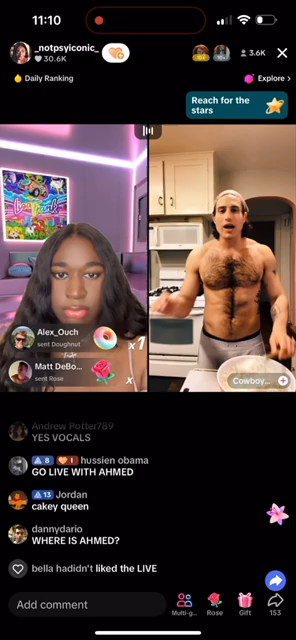 11:10
_notpsyiconic_
30.6K
3.6K
Daily Ranking
Explore >
Reach for the
stars
Alex_Ouch
sent Doughnut
x1
Matt DeBo...
sent Rose
x
Cowboy...
Andrew Potter789
YES VOCALS
8
1
hussien obama
GO LIVE WITH AHMED
13
Jordan
cakey queen
dannydario
WHERE IS AHMED?
bella hadidn't liked the LIVE
Add comment
Multi-g...
Rose
Gift
153